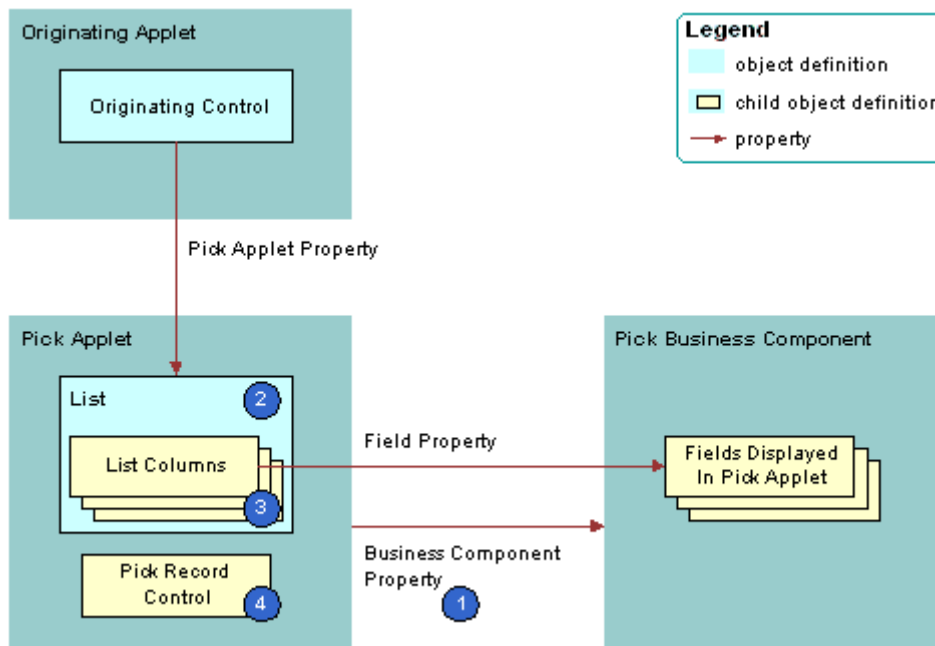 Originating Applet
Originating Control
Legend
object definition
child object definition
property
Pick Applet Property
Pick Applet
List
2
List Columns
3
Pick Record
Control
4
Field Property
Business Component
Property
1
Pick Business Component
Fields Displayed
In Pick Applet